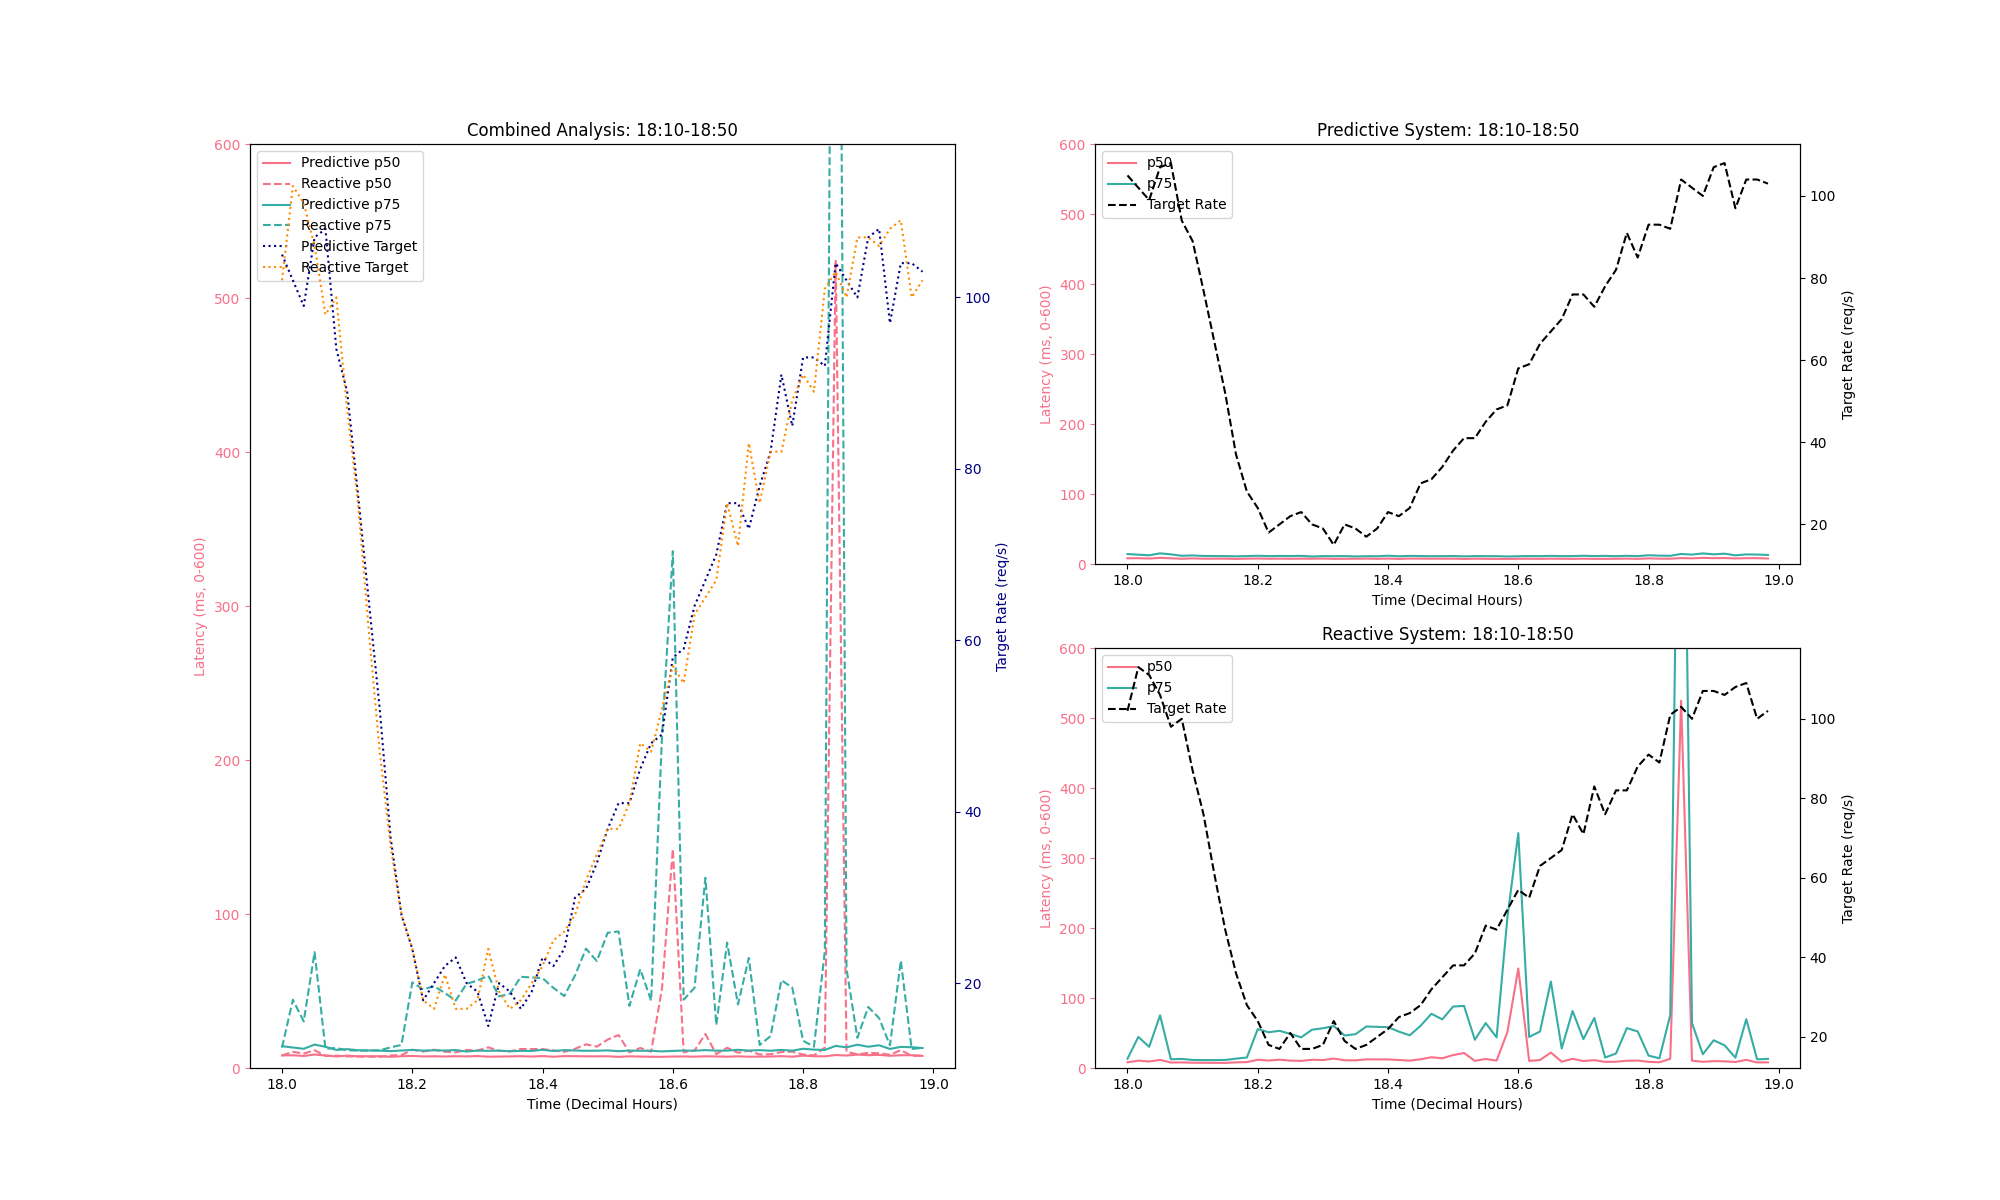 Combined Analysis: 18:10-18:50
600
500
400
300
200
100
0
Latency (ms, 0-600)
Predictive p50
Reactive p50
Predictive p75
Reactive p75
Predictive Target
Reactive Target
100
80
60
40
20
Target Rate (req/s)
18.0 18.2 18.4 18.6 18.8 19.0
Time (Decimal Hours)
Predictive System: 18:10-18:50
600
500
400
300
200
100
0
Latency (ms, 0-600)
p50
p75
Target Rate
100
80
60
40
20
Target Rate (req/s)
18.0 18.2 18.4 18.6 18.8 19.0
Time (Decimal Hours)
Reactive System: 18:10-18:50
600
500
400
300
200
100
0
Latency (ms, 0-600)
p50
p75
Target Rate
100
80
60
40
20
Target Rate (req/s)
18.0 18.2 18.4 18.6 18.8 19.0
Time (Decimal Hours)